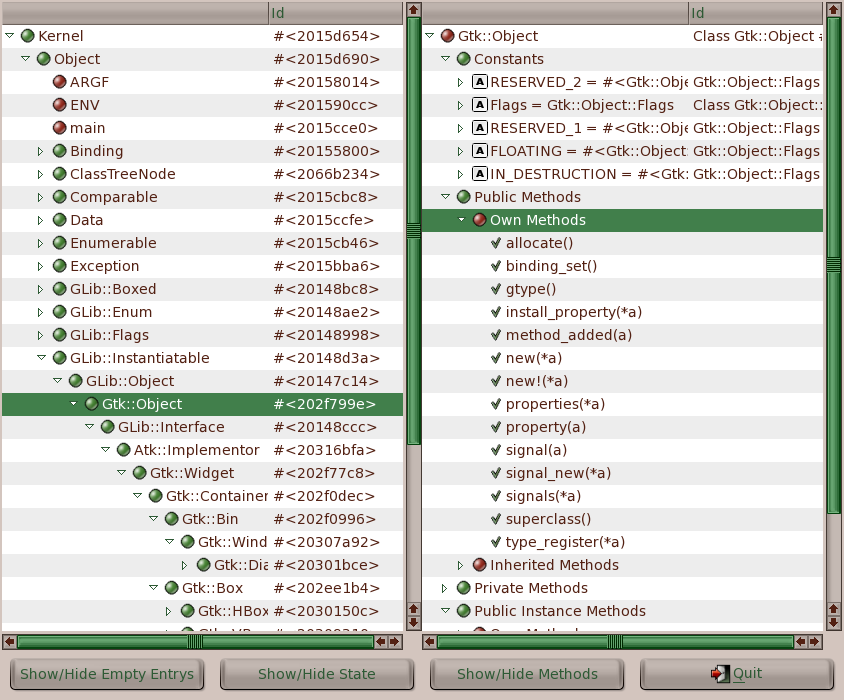 Id
Kernel #<2015d654>
Object #<2015d690>
ARGF #<20158014>
ENV #<201590cc>
main #<2015cce0>
Binding #<20155800>
ClassTreeNode #<2066b234>
Comparable #<2015cbc8>
Data #<2015ccfe>
Enumerable #<2015cb46>
Exception #<2015bba6>
GLib::Boxed #<20148bc8>
GLib::Enum #<20148ae2>
GLib::Flags #<20148998>
GLib::Instantiatable #<20148d3a>
GLib::Object #<20147c14>
Gtk::Object #<202f799e>
GLib::Interface #<20148ccc>
Atk::Implementor #<20316bfa>
Gtk::Widget #<202f77c8>
Gtk::Container #<202f0dec>
Gtk::Bin #<202f0996>
Gtk::Wind #<20307a92>
Gtk::Dia #<20301bce>
Gtk::Box #<202ee1b4>
Gtk::HBox #<2030150c>
Id
Gtk::Object Class Gtk::Object #
Constants
A RESERVED_2 = #<Gtk::Obje Gtk::Object::Flags
A Flags = Gtk::Object::Flags Class Gtk::Object::
A RESERVED_1 = #<Gtk::Obje Gtk::Object::Flags
A FLOATING = #<Gtk::Object: Gtk::Object::Flags
A IN_DESTRUCTION = #<Gtk: Gtk::Object::Flags
Public Methods
Own Methods
allocate()
binding_set()
gtype()
install_property(*a)
method_added(a)
new(*a)
new!(*a)
properties(*a)
property(a)
signal(a)
signal_new(*a)
signals(*a)
superclass()
type_register(*a)
Inherited Methods
Private Methods
Public Instance Methods
Show/Hide Empty Entrys
Show/Hide State
Show/Hide Methods
Quit